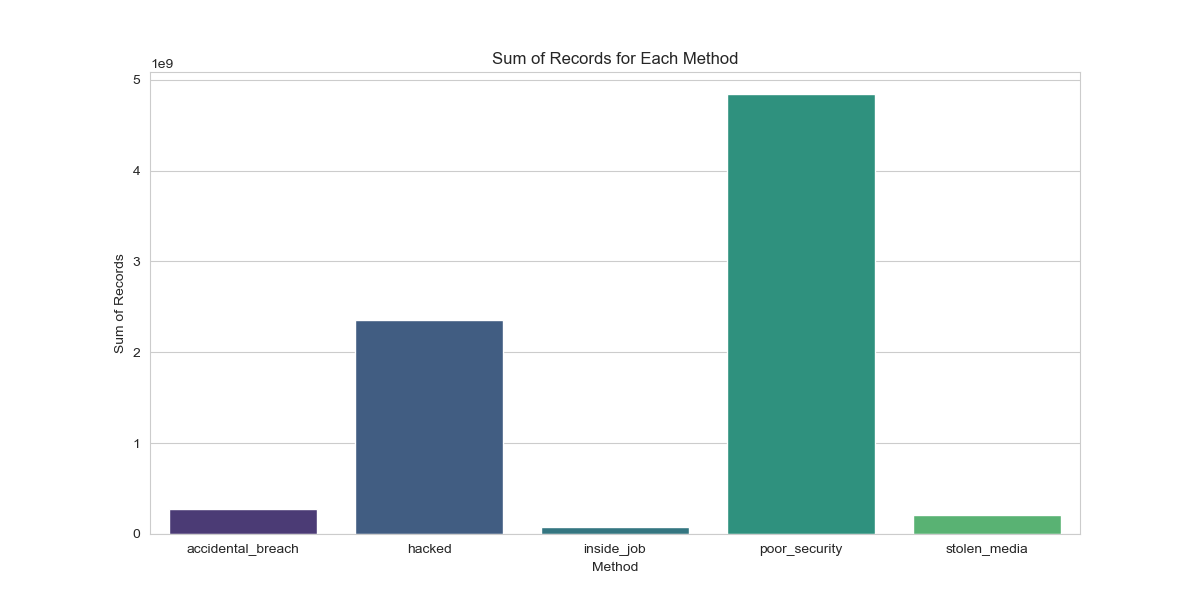 Sum of Records for Each Method
1e9
5
4
3
2
1
0
Sum of Records
accidental_breach hacked inside_job poor_security stolen_media
Method